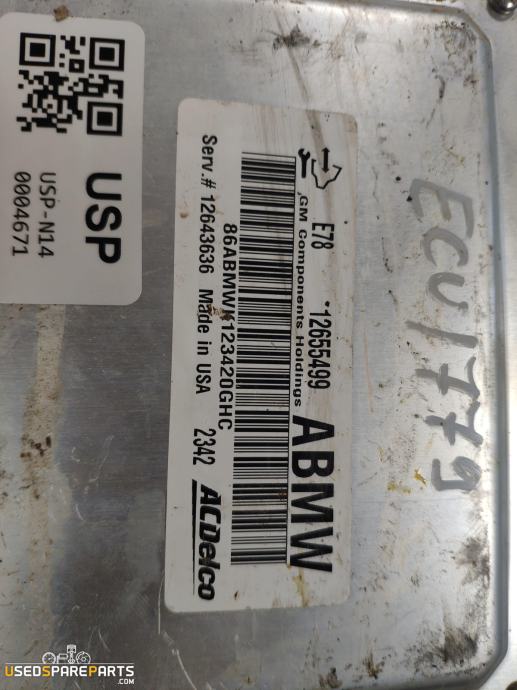 USP
USP-N14
0004671
E78 12655499
GM Components Holdings
ABMW
86ABMWK123420GHC
Serv.# 12643636 Made in USA 2342
ACDelco
ECU1779
USEDSPAREPARTS
.COM